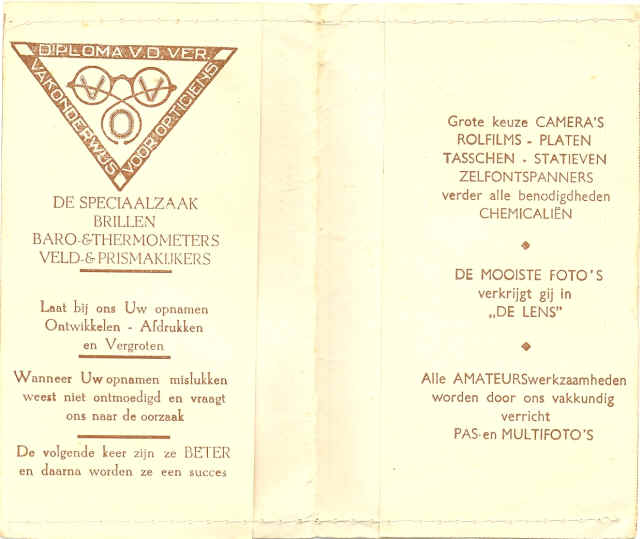 DIPLOMA V.D. VER.
VAKONDERWIJS
VOOR OPTICIENS
V O V
DE SPECIAALZAAK
BRILLEN
BARO-& THERMOMETERS
VELD-& PRISMAKIJKERS
Laat bij ons Uw opnamen
Ontwikkelen - Afdrukken
en Vergroten
Wanneer Uw opnamen mislukken
weest niet ontmoedigd en vraagt
ons naar de oorzaak
De volgende keer zijn ze BETER
en daarna worden ze een succes
Grote keuze CAMERA'S
ROLFILMS - PLATEN
TASSCHEN - STATIEVEN
ZELFONTSPANNERS
verder alle benodigdheden
CHEMICALIËN
DE MOOISTE FOTO'S
verkrijgt gij in
„DE LENS”
Alle AMATEURSwerkzaamheden
worden door ons vakkundig
verricht
PAS- en MULTIFOTO'S